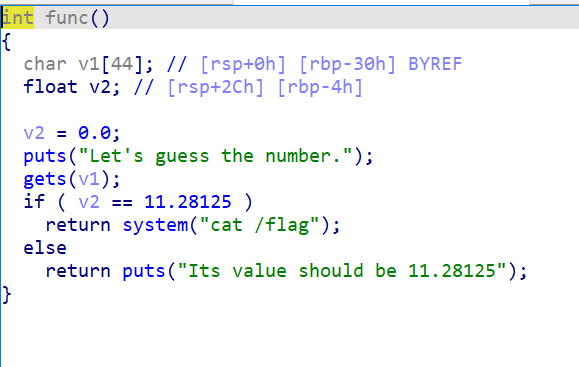 int func()
{
  char v1[44]; // [rsp+0h] [rbp-30h] BYREF
  float v2; // [rsp+2Ch] [rbp-4h]

  v2 = 0.0;
  puts("Let's guess the number.");
  gets(v1);
  if ( v2 == 11.28125 )
    return system("cat /flag");
  else
    return puts("Its value should be 11.28125");
}